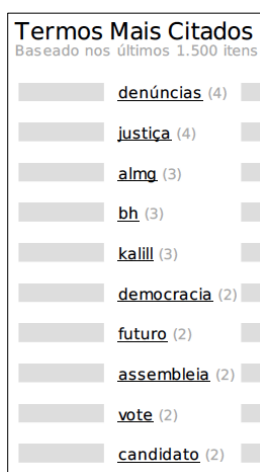 Termos Mais Citados
Baseado nos últimos 1.500 itens
denúncias (4)
justiça (4)
almg (3)
bh (3)
kalill (3)
democracia (2)
futuro (2)
assembleia (2)
vote (2)
candidato (2)